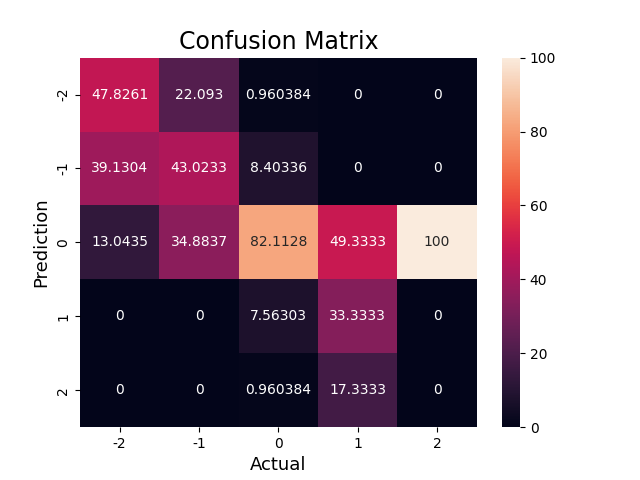 Confusion Matrix
Prediction
-2 47.8261 22.093 0.960384 0 0
-1 39.1304 43.0233 8.40336 0 0
0 13.0435 34.8837 82.1128 49.3333 100
1 0 0 7.56303 33.3333 0
2 0 0 0.960384 17.3333 0
-2 -1 0 1 2
Actual
100
80
60
40
20
0